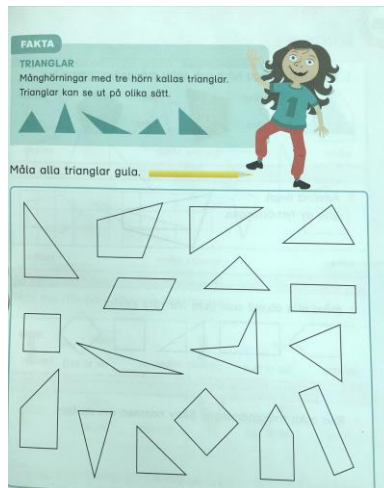 FAKTA
TRIANGLAR
Månghörningar med tre hörn kallas trianglar.
Trianglar kan se ut på olika sätt.
1
Måla alla trianglar gula.